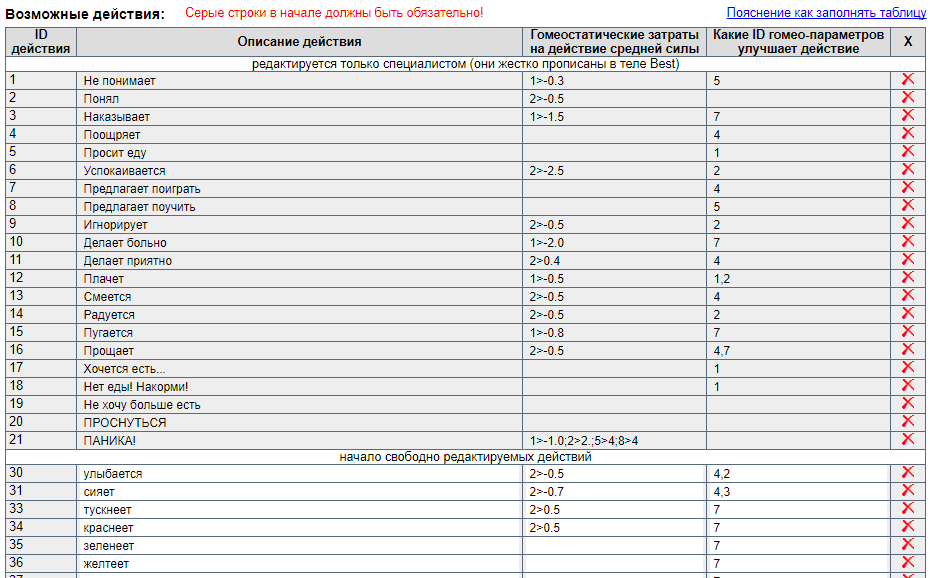 Возможные действия: Серые строки в начале должны быть обязательно! Пояснение как заполнять таблицу
ID действия Описание действия Гомеостатические затраты на действие средней силы Какие ID гомео-параметров улучшает действие X
редактируется только специалистом (они жестко прописаны в теле Best)
1 Не понимает 1>-0.3 5
2 Понял 2>-0.5
3 Наказывает 1>-1.5 7
4 Поощряет 4
5 Просит еду 1
6 Успокаивается 2>-2.5 2
7 Предлагает поиграть 4
8 Предлагает поучить 5
9 Игнорирует 2>-0.5 2
10 Делает больно 1>-2.0 7
11 Делает приятно 2>0.4 4
12 Плачет 1>-0.5 1,2
13 Смеется 2>-0.5 4
14 Радуется 2>-0.5 2
15 Пугается 1>-0.8 7
16 Прощает 2>-0.5 4,7
17 Хочется есть... 1
18 Нет еды! Накорми! 1
19 Не хочу больше есть
20 ПРОСНУТЬСЯ
21 ПАНИКА! 1>-1.0;2>2.;5>4;8>4
начало свободно редактируемых действий
30 улыбается 2>-0.5 4,2
31 сияет 2>-0.7 4,3
33 тускнеет 2>0.5 7
34 краснеет 2>0.5 7
35 зеленеет 7
36 желтеет 7